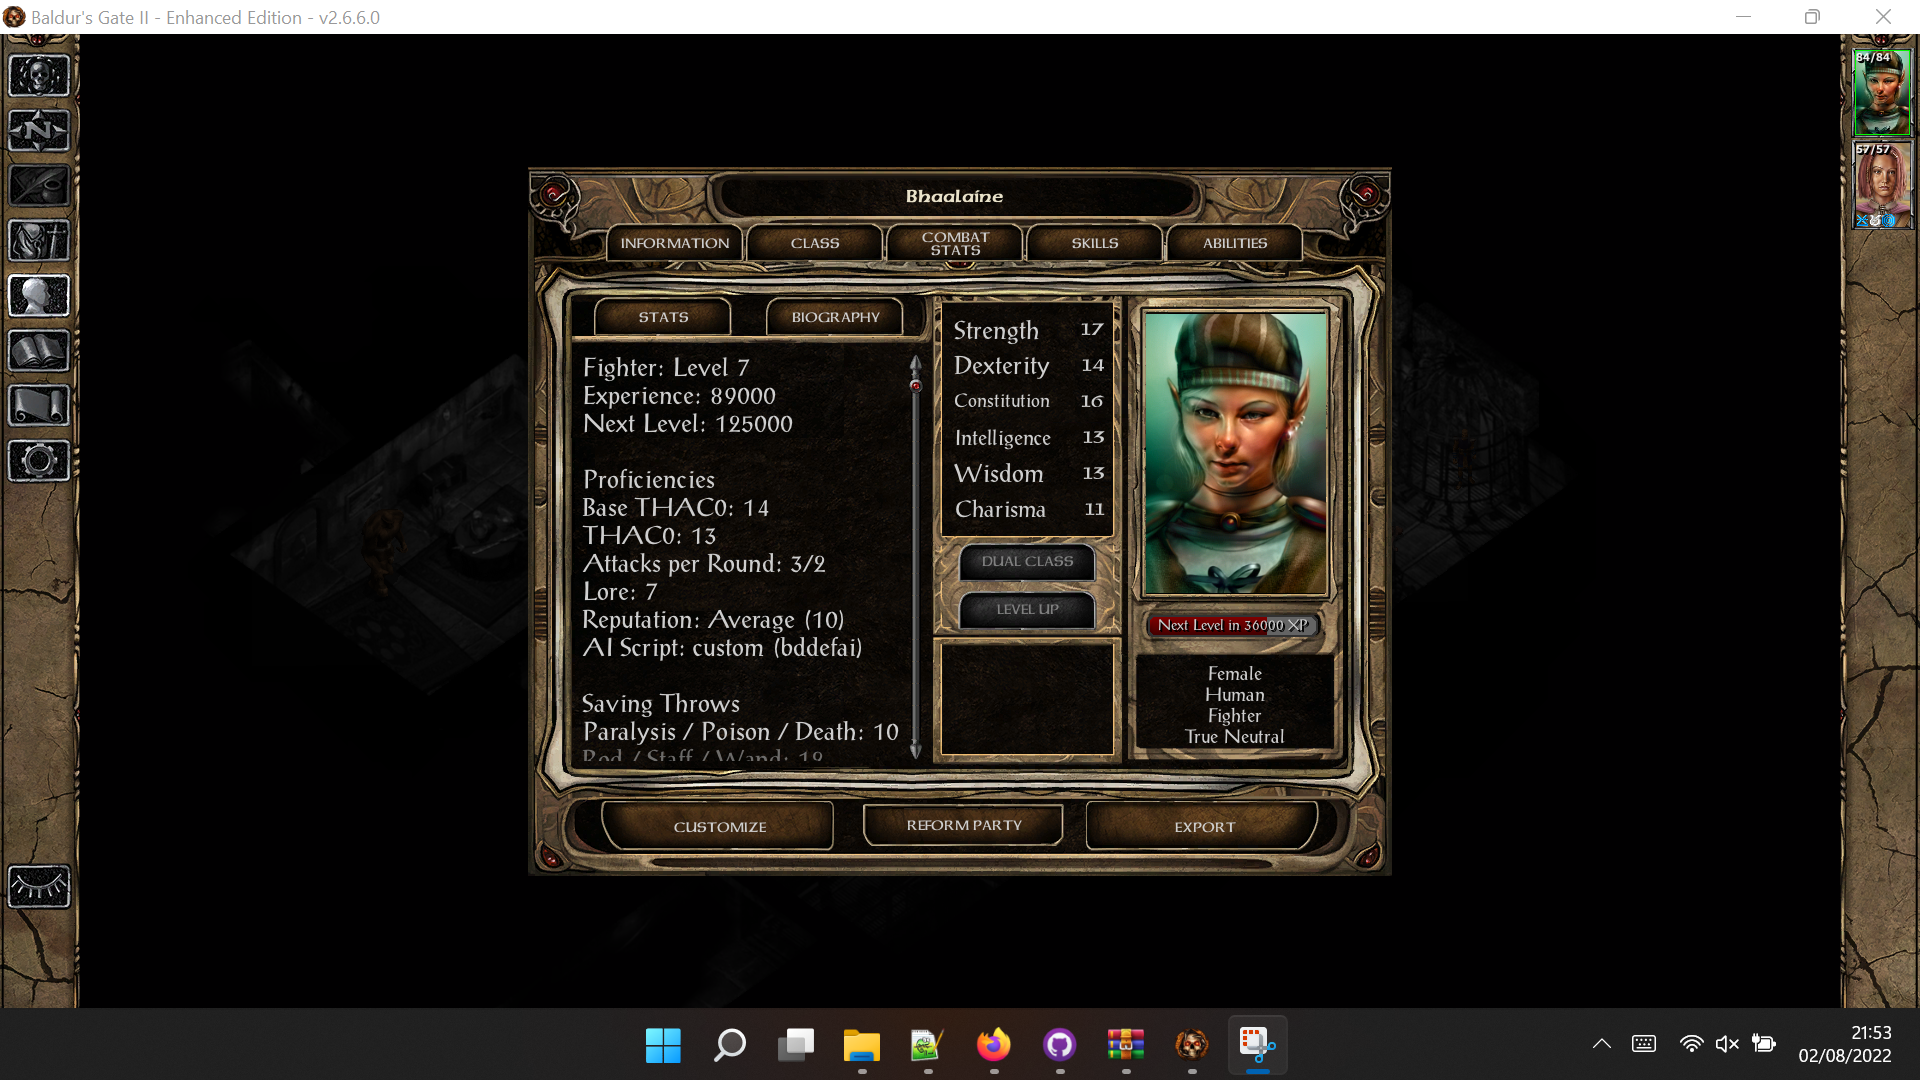 Baldur's Gate II - Enhanced Edition - v2.6.6.0
84/84
57/57
Bhaalaíne
INFORMATION
CLASS
COMBAT
STATS
SKILLS
ABILITIES
STATS
BIOGRAPHY
Fighter: Level 7
Experience: 89000
Next Level: 125000
Proficiencies
Base THAC0: 14
THAC0: 13
Attacks per Round: 3/2
Lore: 7
Reputation: Average (10)
AI Script: custom (bddefai)
Saving Throws
Paralysis / Poison / Death: 10
Rod / Staff / Wand: 12
Strength 17
Dexterity 14
Constitution 16
Intelligence 13
Wisdom 13
Charisma 11
DUAL CLASS
LEVEL UP
Next Level in 36000 XP
Female
Human
Fighter
True Neutral
CUSTOMIZE
REFORM PARTY
EXPORT
21:53
02/08/2022